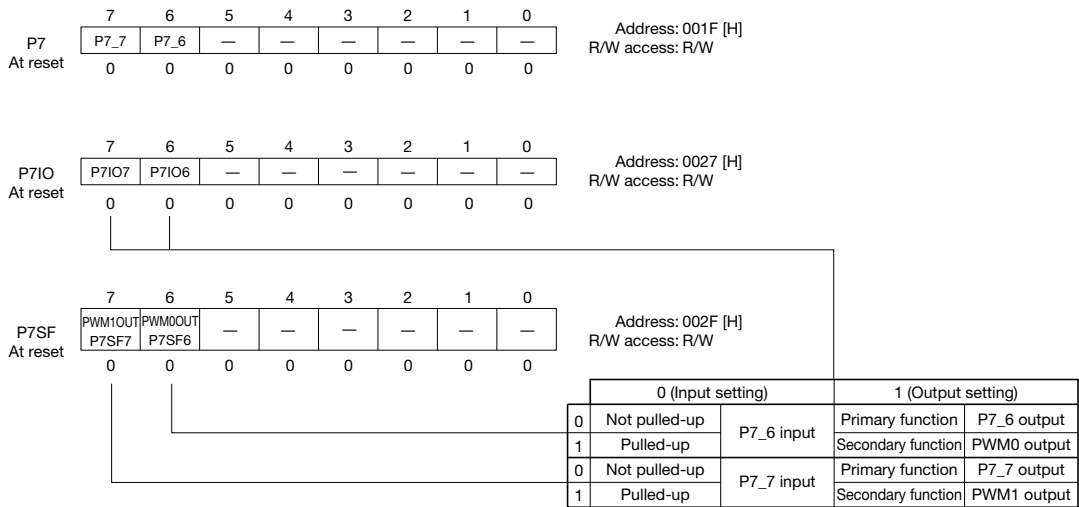 7 6 5 4 3 2 1 0
P7 P7_7 P7_6 — — — — — — Address: 001F [H]
At reset 0 0 0 0 0 0 0 0 R/W access: R/W
7 6 5 4 3 2 1 0
P7IO P7IO7 P7IO6 — — — — — — Address: 0027 [H]
At reset 0 0 0 0 0 0 0 0 R/W access: R/W
7 6 5 4 3 2 1 0
PWM1OUT PWM0OUT — — — — — — Address: 002F [H]
P7SF P7SF7 P7SF6 R/W access: R/W
At reset 0 0 0 0 0 0 0 0
0 (Input setting) 1 (Output setting)
0 Not pulled-up P7_6 input Primary function P7_6 output
1 Pulled-up Secondary function PWM0 output
0 Not pulled-up P7_7 input Primary function P7_7 output
1 Pulled-up Secondary function PWM1 output